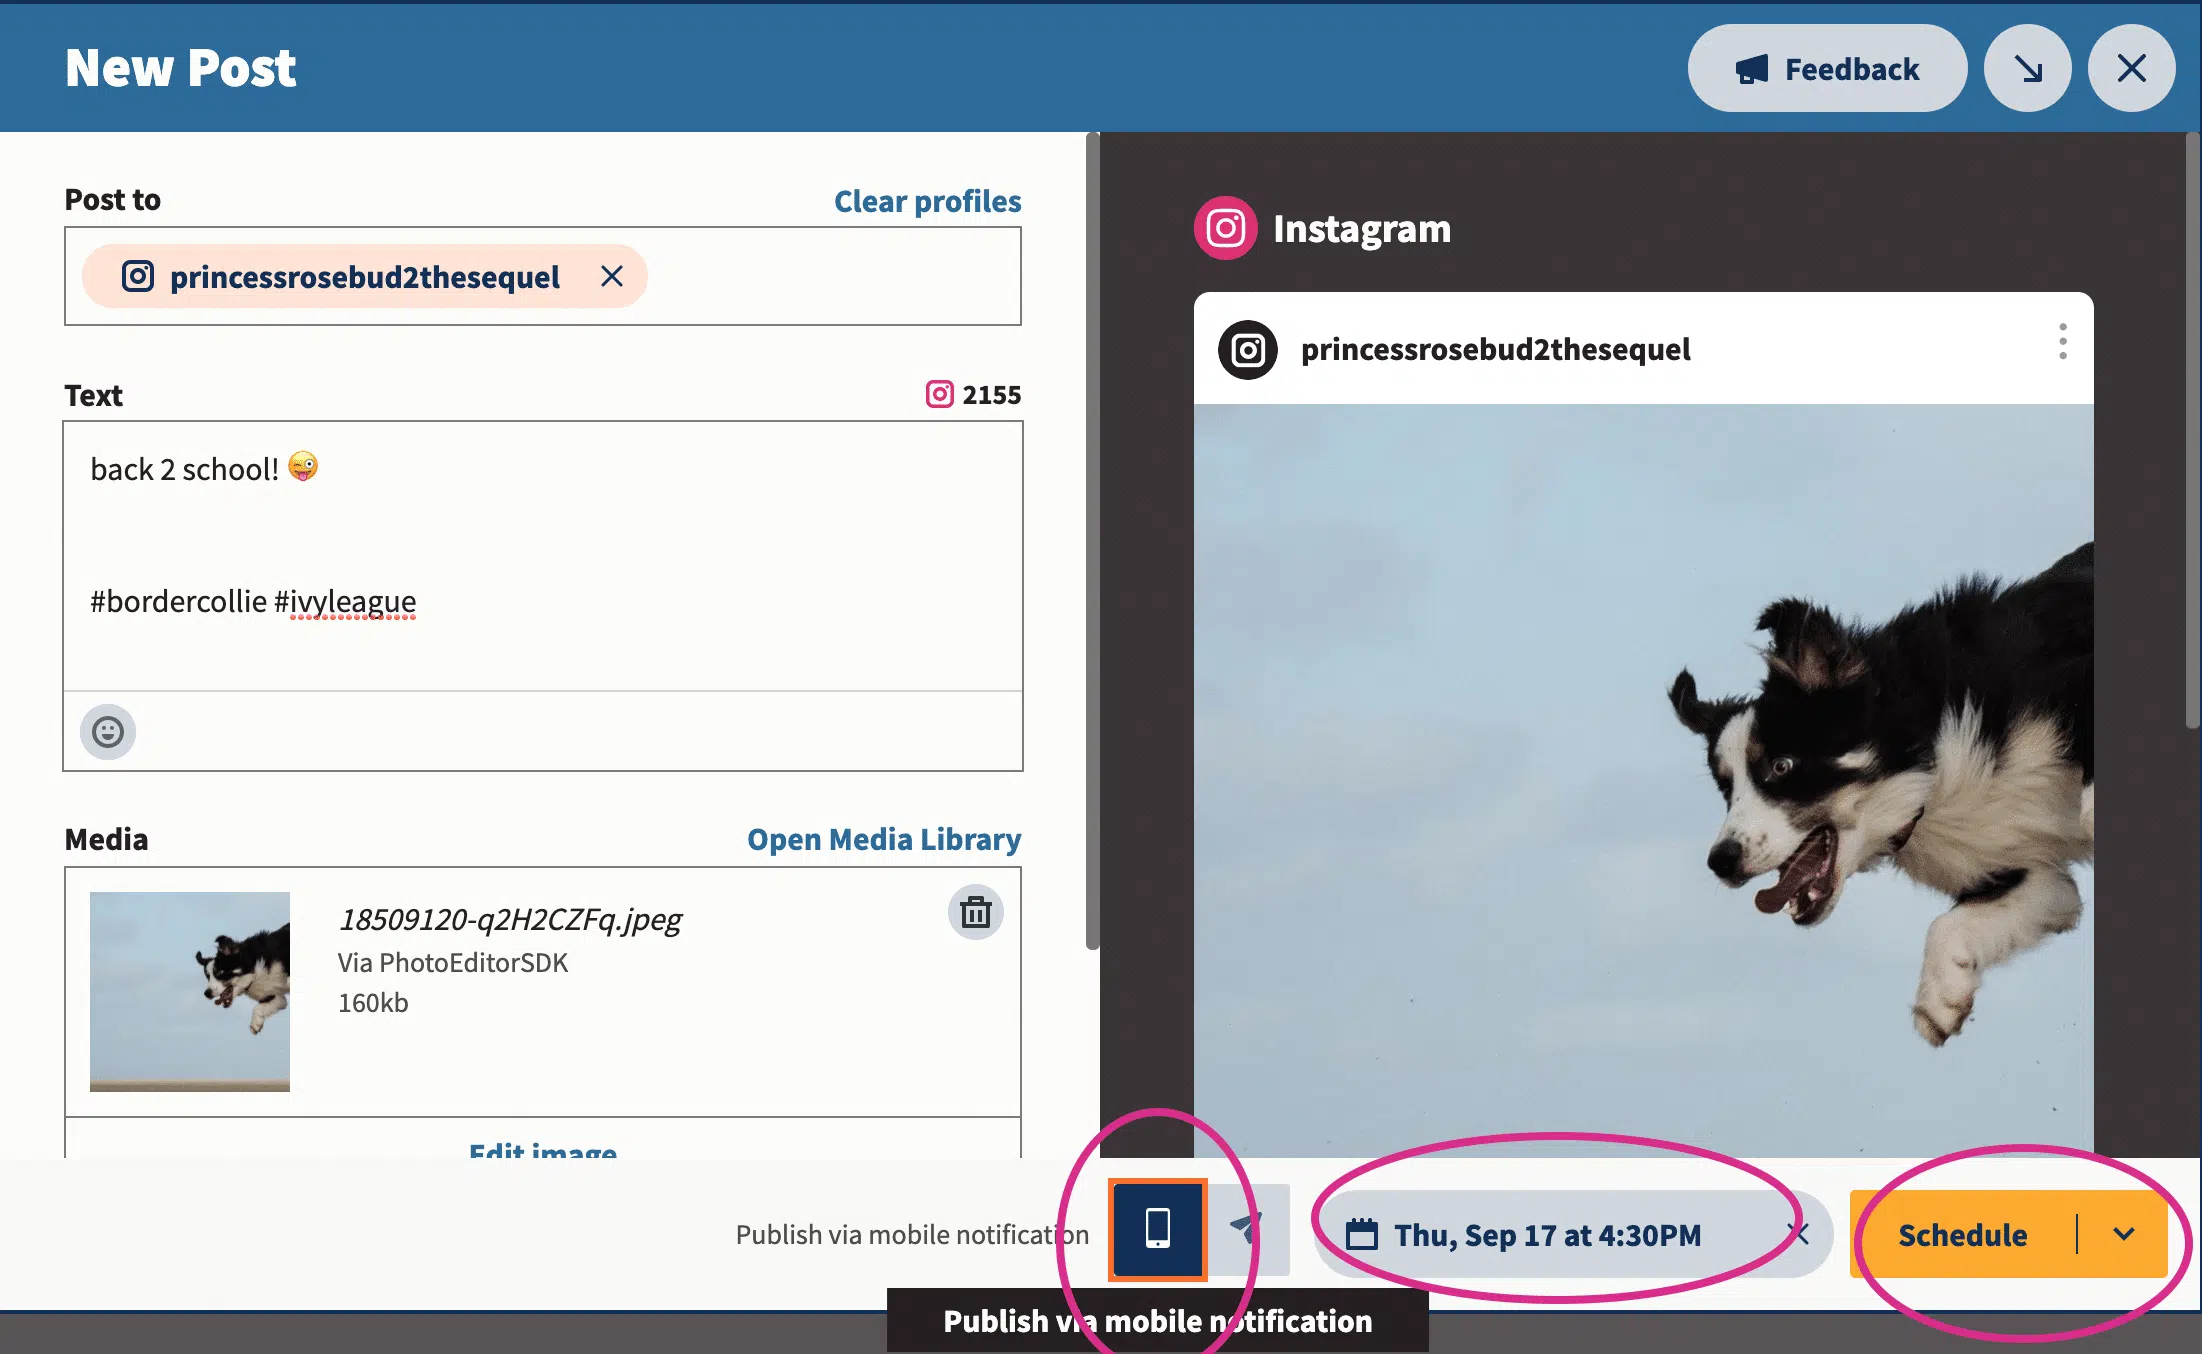 New Post
Feedback
Post to
Clear profiles
princessrosebud2thesequel
Text
2155
back 2 school! 😜
#bordercollie #ivyleague
Media
Open Media Library
18509120-q2H2CZFq.jpeg
Via PhotoEditorSDK
160kb
Edit image
Instagram
princessrosebud2thesequel
Publish via mobile notification
Thu, Sep 17 at 4:30PM
Schedule
Publish via mobile notification